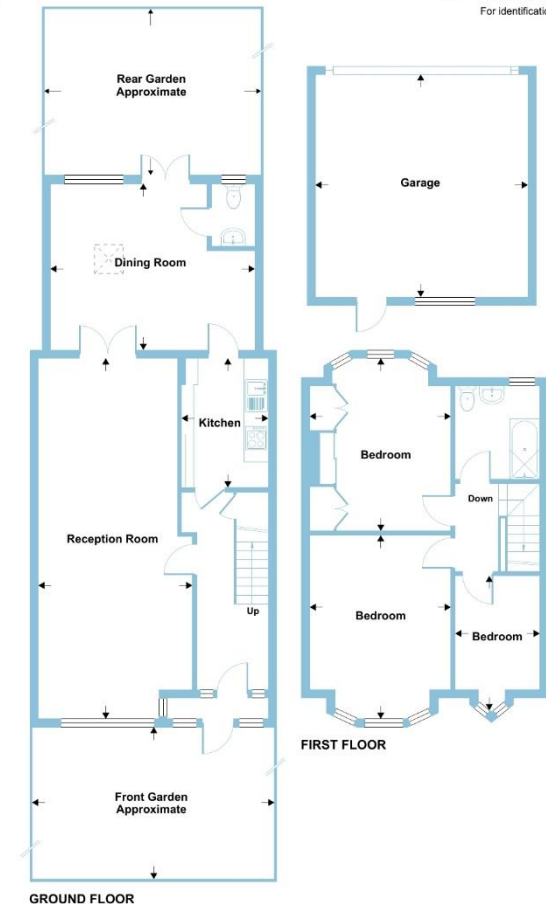 For identificatio
Rear Garden
Approximate
Garage
Dining Room
Kitchen
Bedroom
Down
Reception Room
Up
Bedroom
Bedroom
FIRST FLOOR
Front Garden
Approximate
GROUND FLOOR